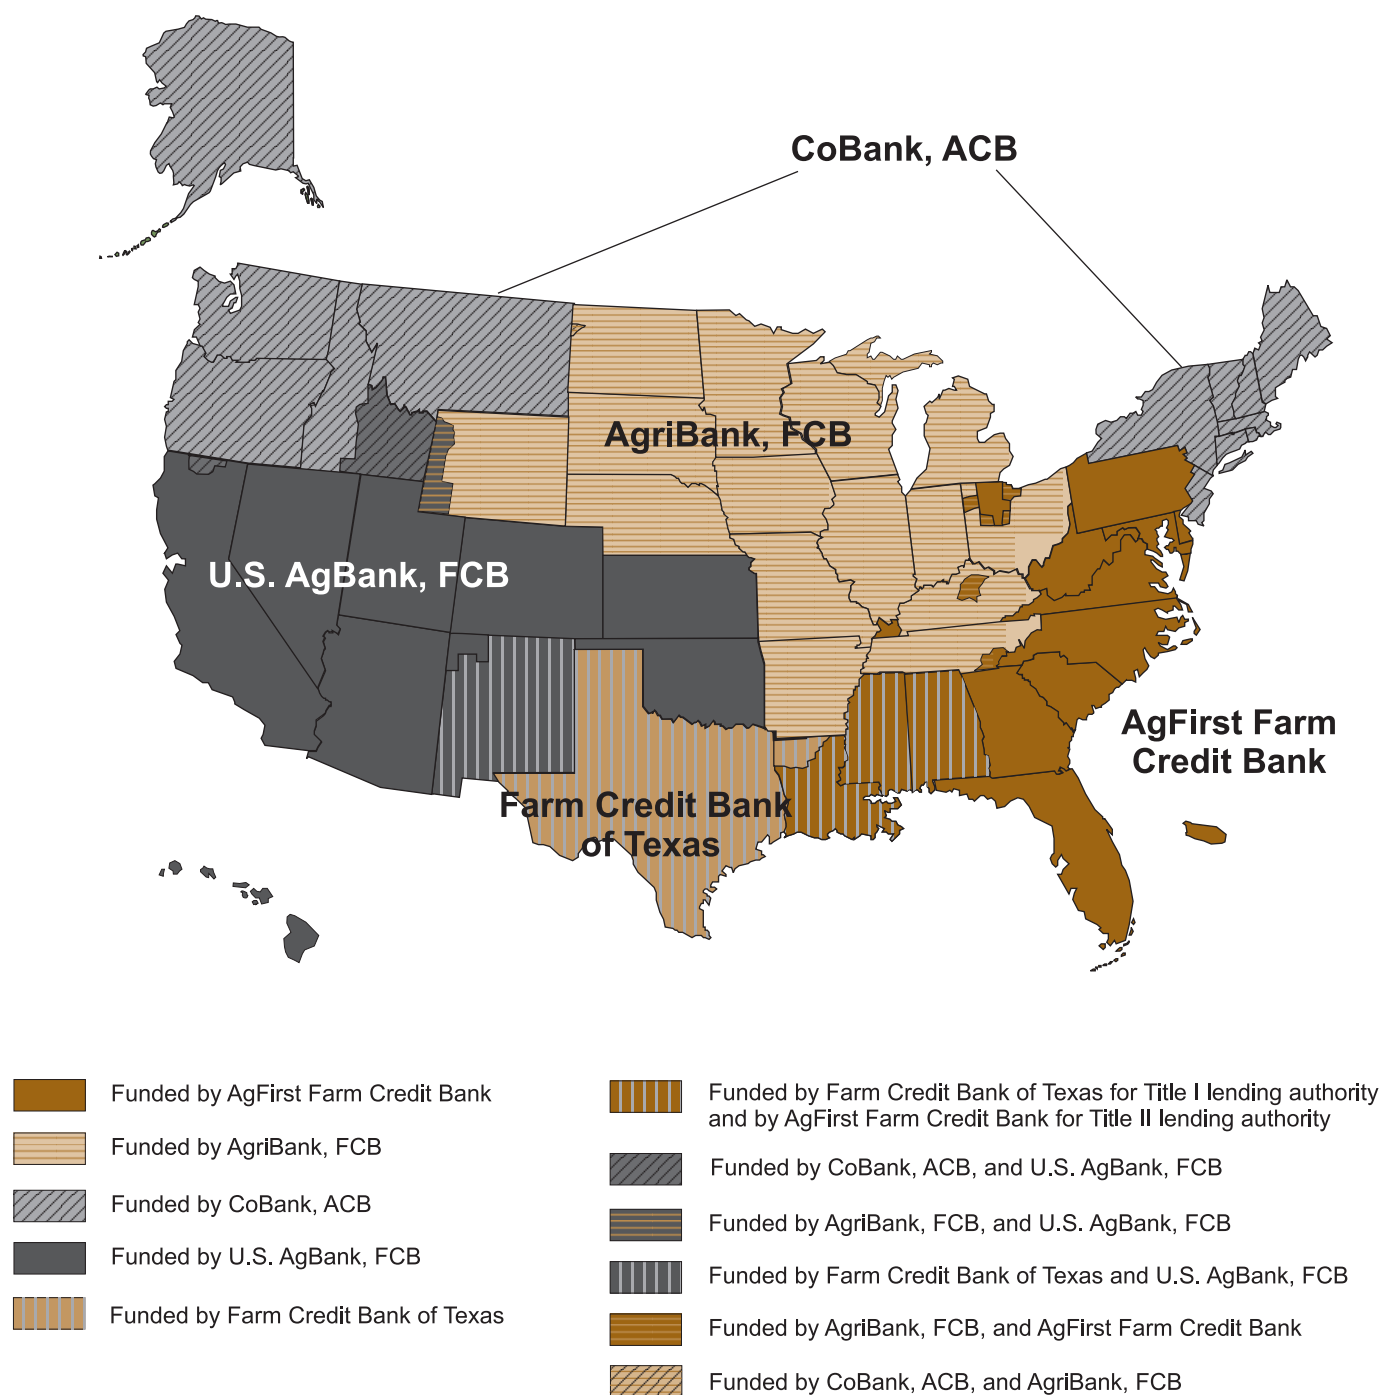 CoBank, ACB
AgriBank, FCB
U.S. AgBank, FCB
AgFirst Farm
Credit Bank
Farm Credit Bank
of Texas
Funded by AgFirst Farm Credit Bank
Funded by AgriBank, FCB
Funded by CoBank, ACB
Funded by U.S. AgBank, FCB
Funded by Farm Credit Bank of Texas
Funded by Farm Credit Bank of Texas for Title I lending authority
and by AgFirst Farm Credit Bank for Title II lending authority
Funded by CoBank, ACB, and U.S. AgBank, FCB
Funded by AgriBank, FCB, and U.S. AgBank, FCB
Funded by Farm Credit Bank of Texas and U.S. AgBank, FCB
Funded by AgriBank, FCB, and AgFirst Farm Credit Bank
Funded by CoBank, ACB, and AgriBank, FCB